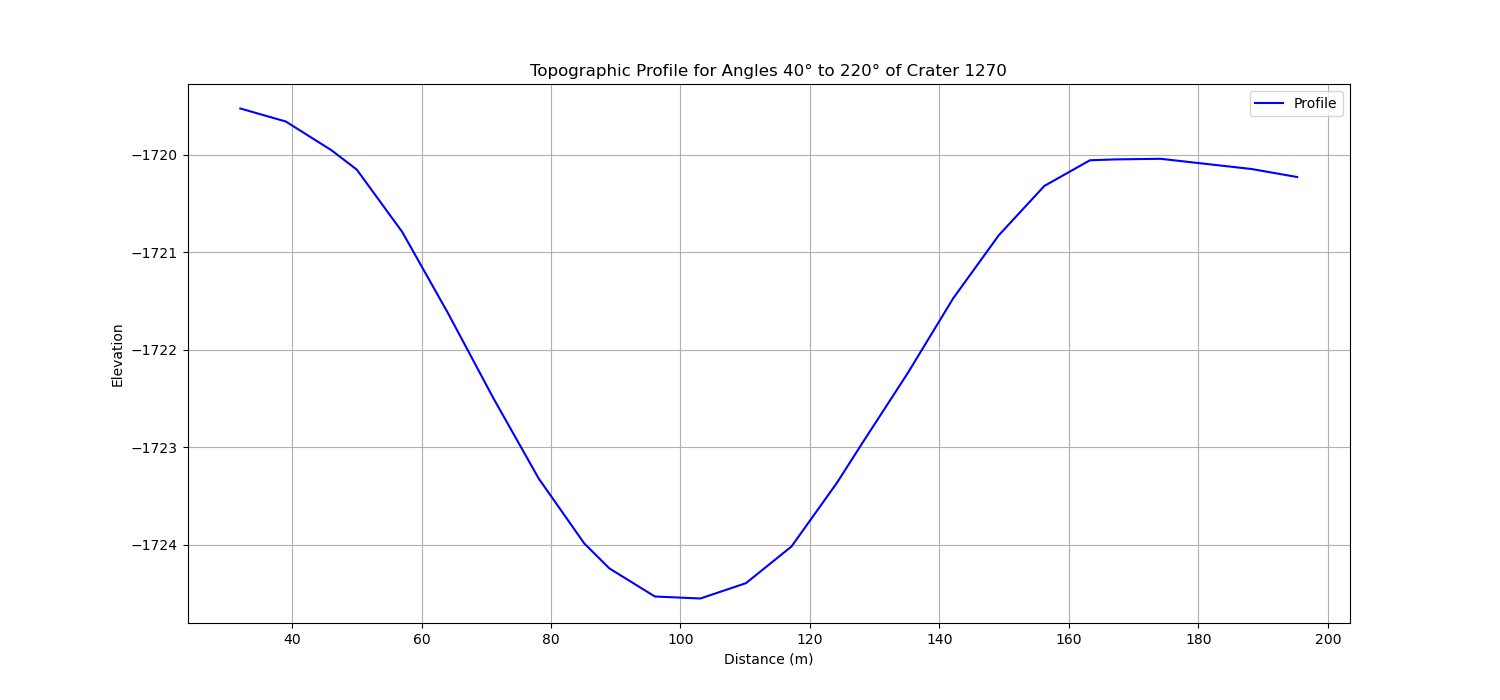 Topographic Profile for Angles 40° to 220° of Crater 1270
Profile
−1720
−1721
−1722
−1723
−1724
Elevation
40 60 80 100 120 140 160 180 200
Distance (m)